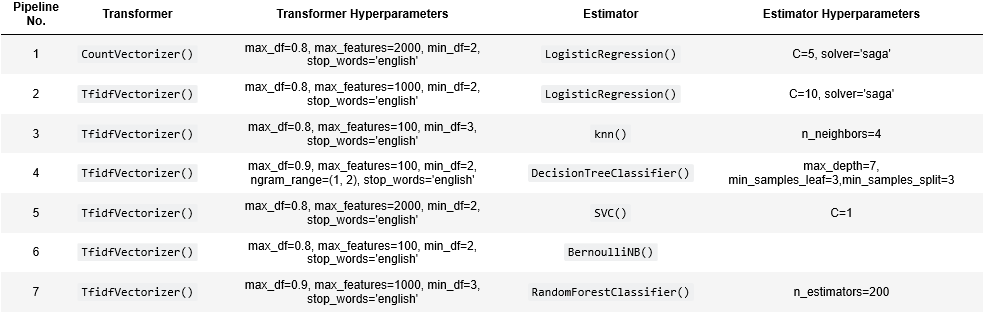 Pipeline No. Transformer Transformer Hyperparameters Estimator Estimator Hyperparameters
1 CountVectorizer() max_df=0.8, max_features=2000, min_df=2, stop_words='english' LogisticRegression() C=5, solver='saga'
2 TfidfVectorizer() max_df=0.8, max_features=1000, min_df=2, stop_words='english' LogisticRegression() C=10, solver='saga'
3 TfidfVectorizer() max_df=0.8, max_features=100, min_df=3, stop_words='english' knn() n_neighbors=4
4 TfidfVectorizer() max_df=0.9, max_features=100, min_df=2, ngram_range=(1, 2), stop_words='english' DecisionTreeClassifier() max_depth=7, min_samples_leaf=3,min_samples_split=3
5 TfidfVectorizer() max_df=0.8, max_features=2000, min_df=2, stop_words='english' SVC() C=1
6 TfidfVectorizer() max_df=0.8, max_features=100, min_df=2, stop_words='english' BernoulliNB()
7 TfidfVectorizer() max_df=0.9, max_features=1000, min_df=3, stop_words='english' RandomForestClassifier() n_estimators=200